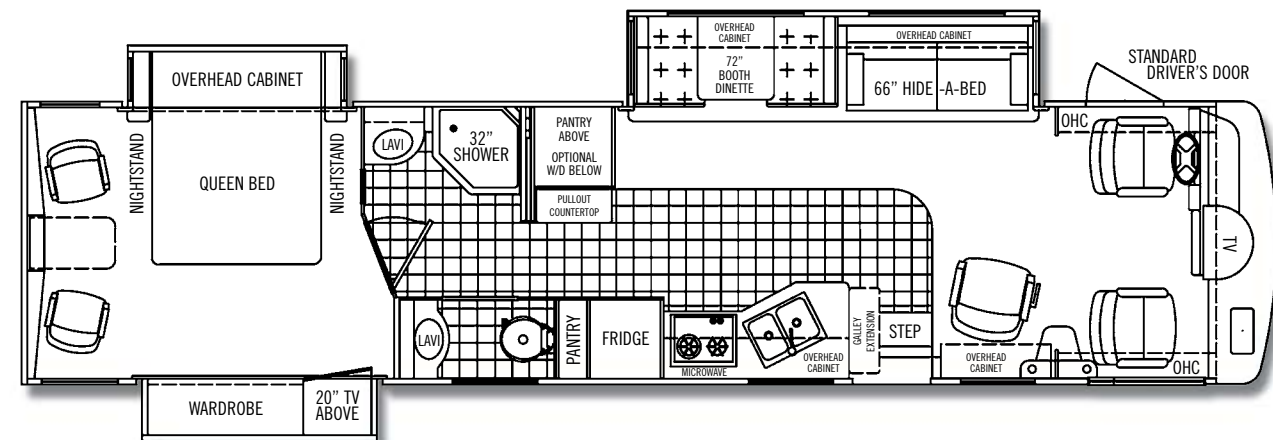 OVERHEAD CABINET
NIGHTSTAND
QUEEN BED
NIGHTSTAND
WARDROBE
20" TV
ABOVE
LAVI
32"
SHOWER
LAVI
PANTRY
ABOVE
OPTIONAL
W/D BELOW
PULLOUT
COUNTERTOP
PANTRY
FRIDGE
MICROWAVE
OVERHEAD
CABINET
GALLEY
EXTENSION
STEP
OVERHEAD
CABINET
72"
BOOTH
DINETTE
OVERHEAD CABINET
66" HIDE -A-BED
STANDARD
DRIVER'S DOOR
OHC
TV
OVERHEAD
CABINET
OHC